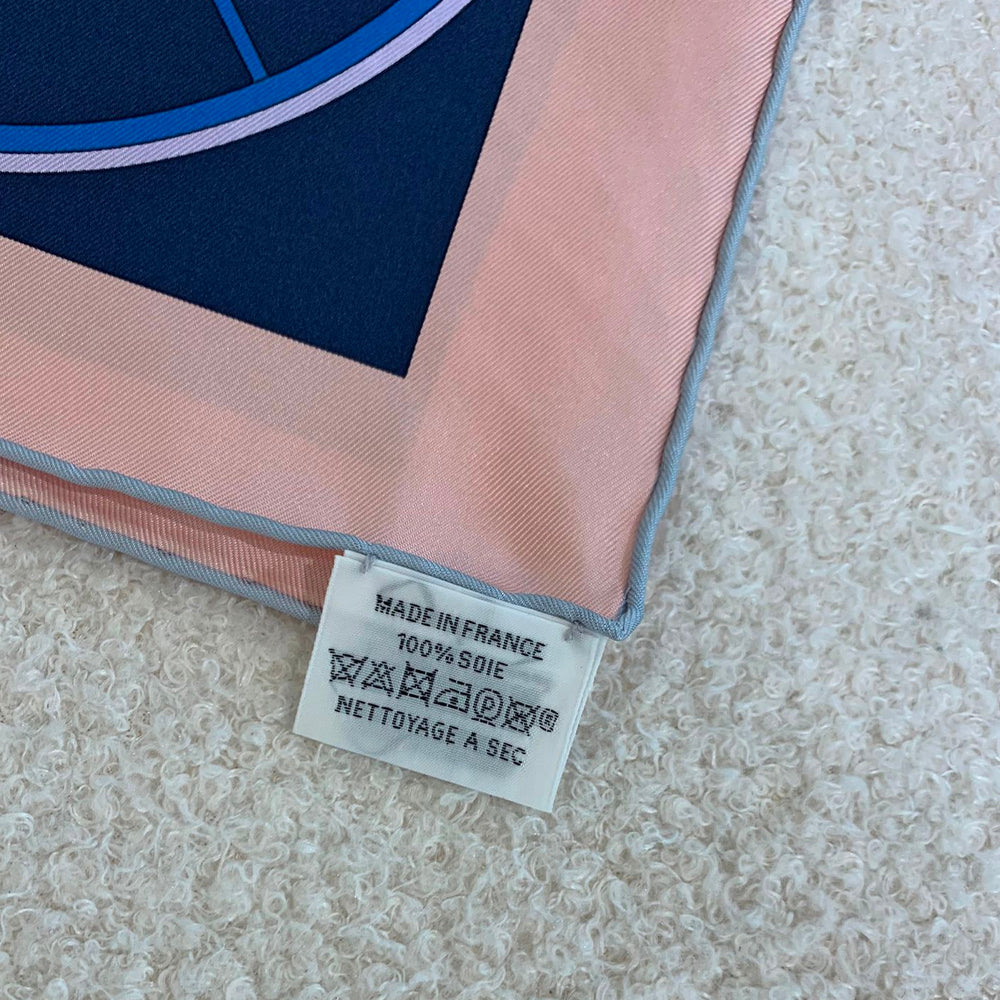 MADE IN FRANCE
100% SOIE
NETTOYAGE A SEC